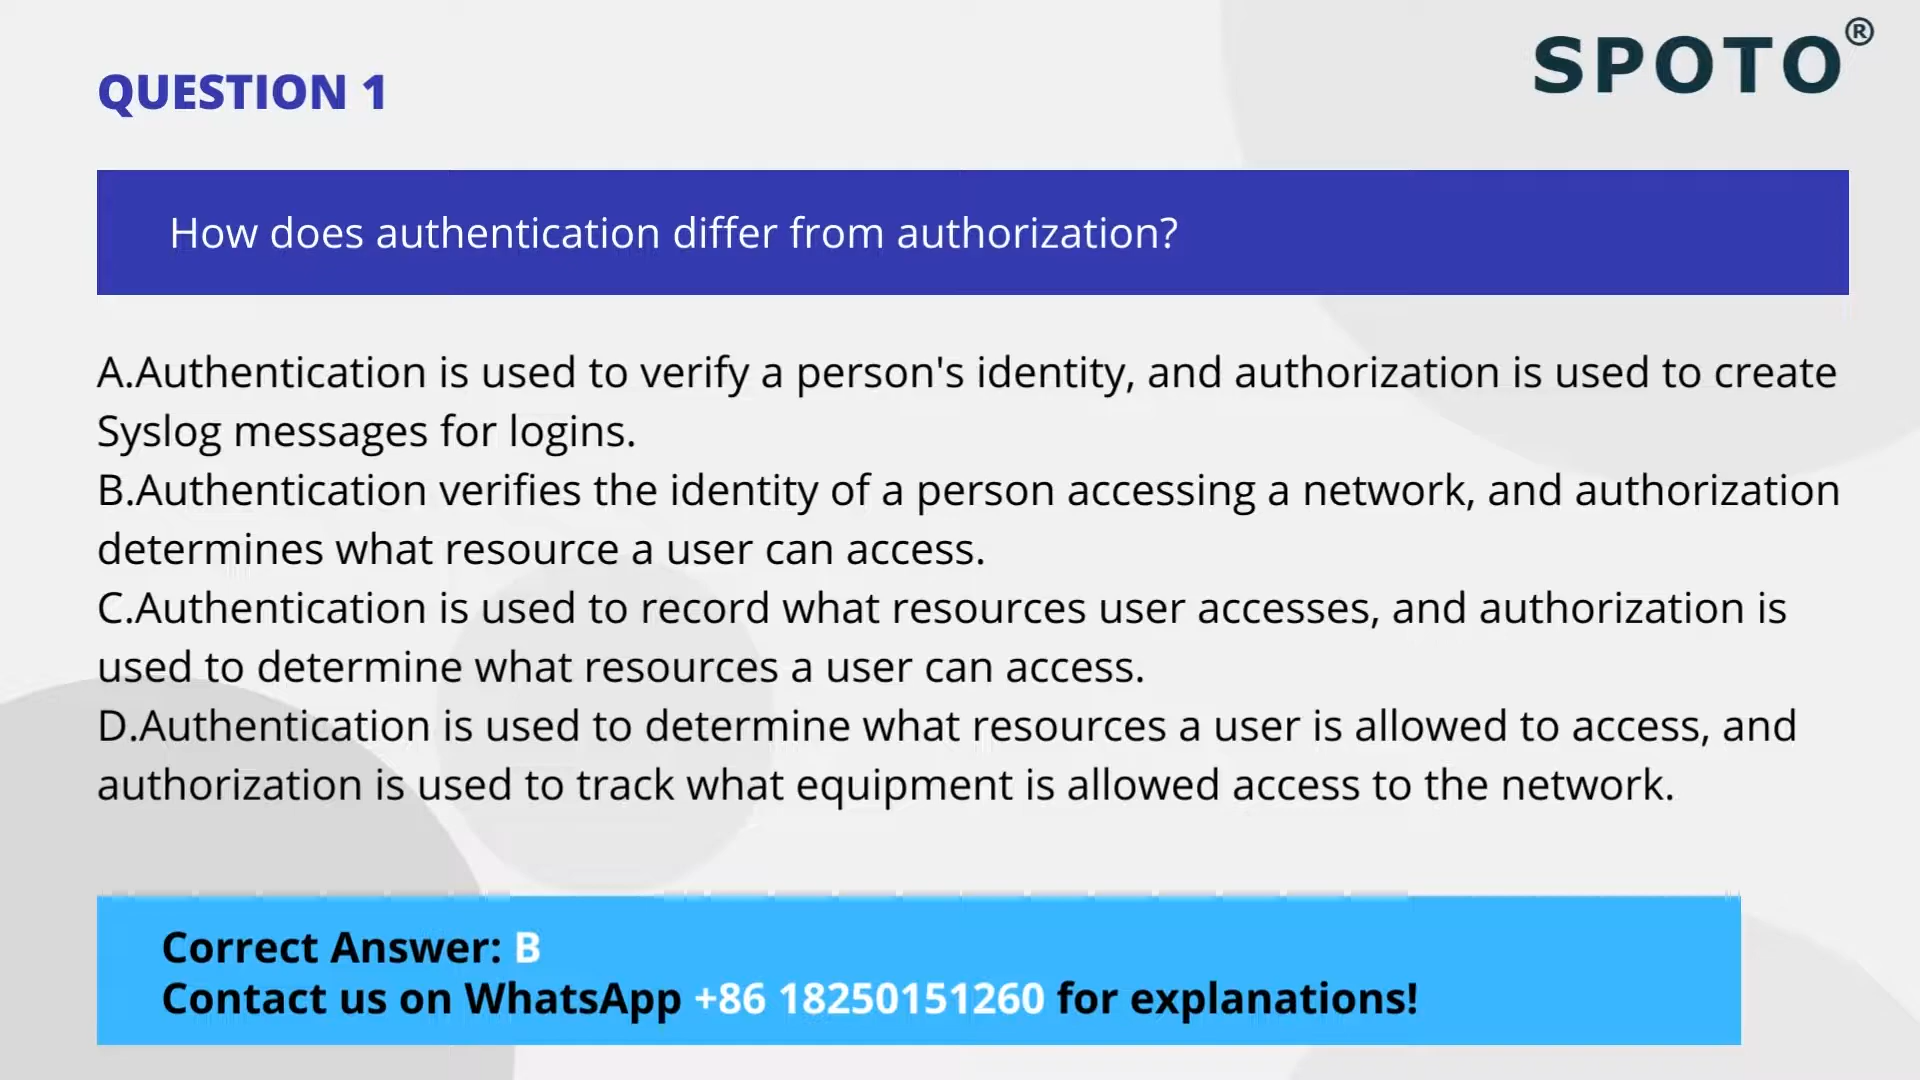 SPOTO®
QUESTION 1
How does authentication differ from authorization?
A.Authentication is used to verify a person's identity, and authorization is used to create
Syslog messages for logins.
B.Authentication verifies the identity of a person accessing a network, and authorization
determines what resource a user can access.
C.Authentication is used to record what resources user accesses, and authorization is
used to determine what resources a user can access.
D.Authentication is used to determine what resources a user is allowed to access, and
authorization is used to track what equipment is allowed access to the network.
Correct Answer: B
Contact us on WhatsApp +86 18250151260 for explanations!